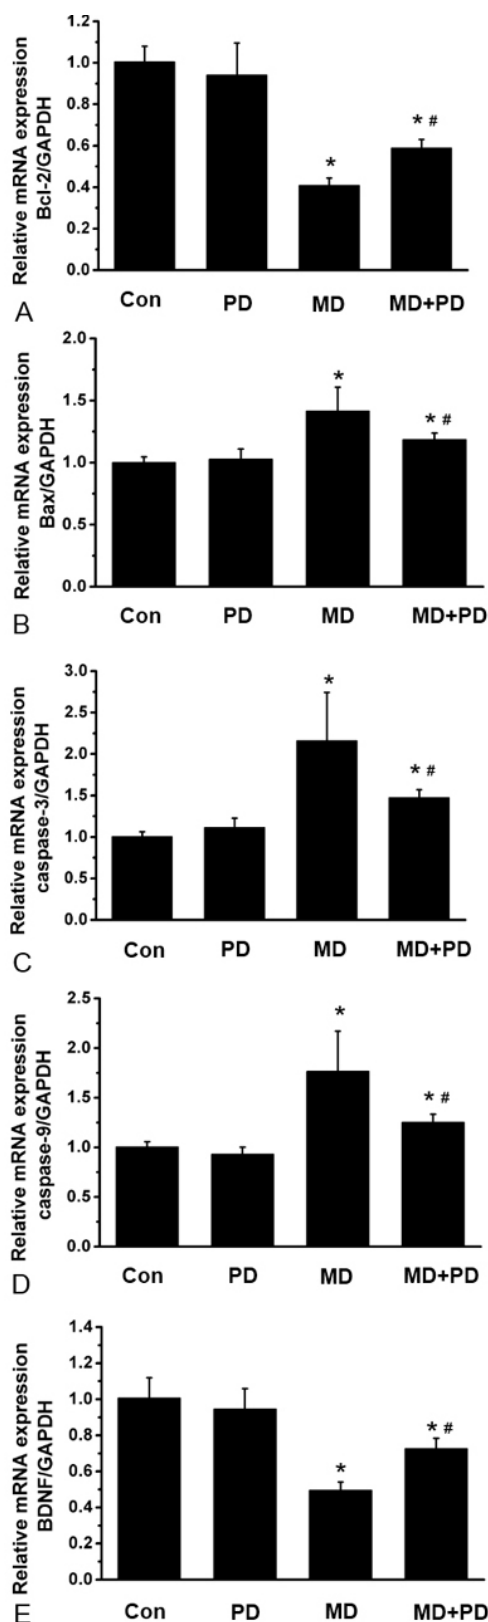 Relative mRNA expression
Bcl-2/GAPDH
1.2
1.0
0.8
0.6
0.4
0.2
0.0
*
* #
Con PD MD MD+PD
A
Relative mRNA expression
Bax/GAPDH
2.0
1.5
1.0
0.5
0.0
*
* #
Con PD MD MD+PD
B
Relative mRNA expression
caspase-3/GAPDH
3.0
2.5
2.0
1.5
1.0
0.5
0.0
*
* #
Con PD MD MD+PD
C
Relative mRNA expression
caspase-9/GAPDH
2.5
2.0
1.5
1.0
0.5
0.0
*
* #
Con PD MD MD+PD
D
Relative mRNA expression
BDNF/GAPDH
1.4
1.2
1.0
0.8
0.6
0.4
0.2
0.0
*
* #
Con PD MD MD+PD
E